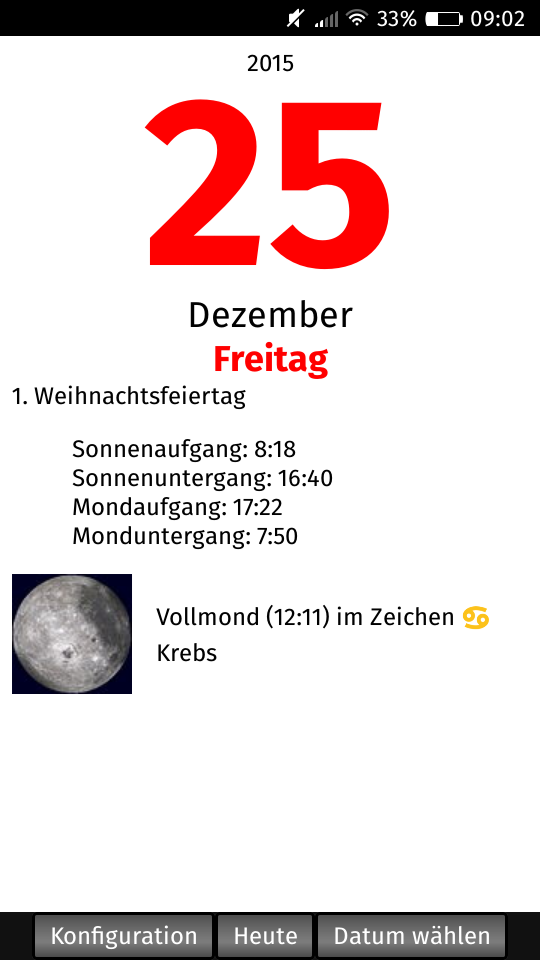 33% 09:02
2015
25
Dezember
Freitag
1. Weihnachtsfeiertag
Sonnenaufgang: 8:18
Sonnenuntergang: 16:40
Mondaufgang: 17:22
Monduntergang: 7:50
Vollmond (12:11) im Zeichen ♋
Krebs
Konfiguration Heute Datum wählen